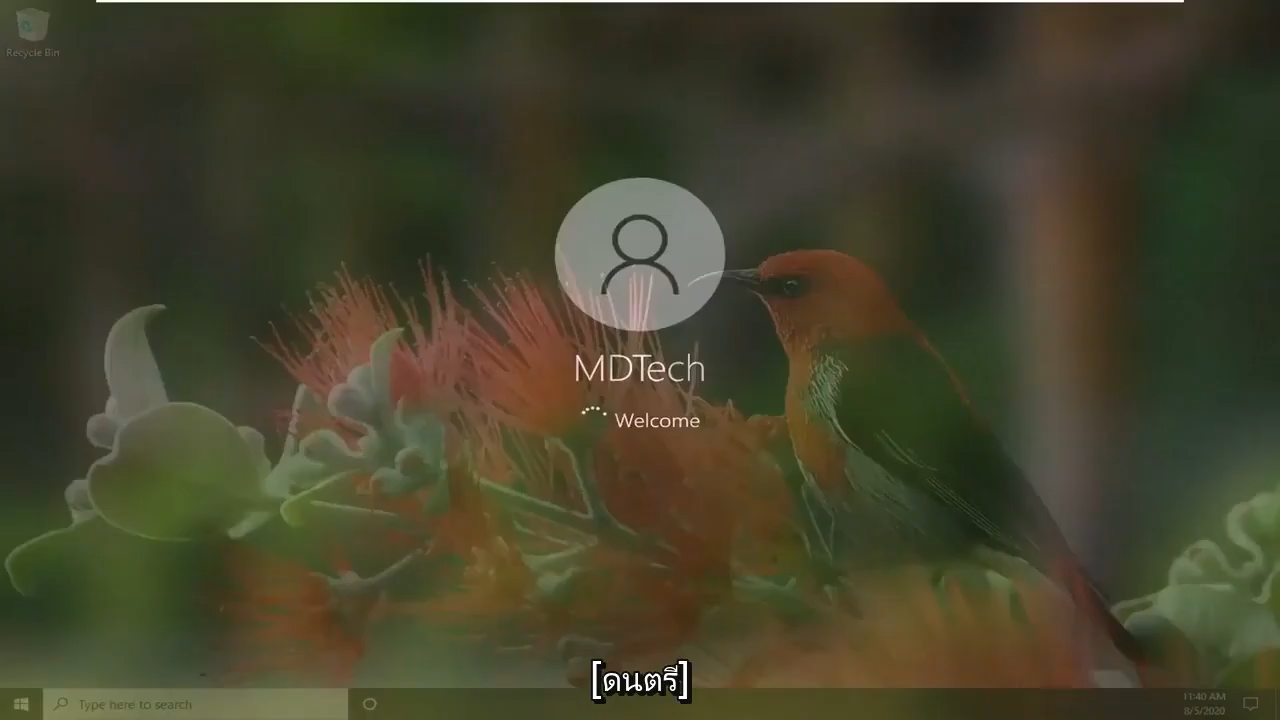 Recycle Bin
MDTech
Welcome
[ดนตรี]
Type here to search
11:40 AM
8/5/2020